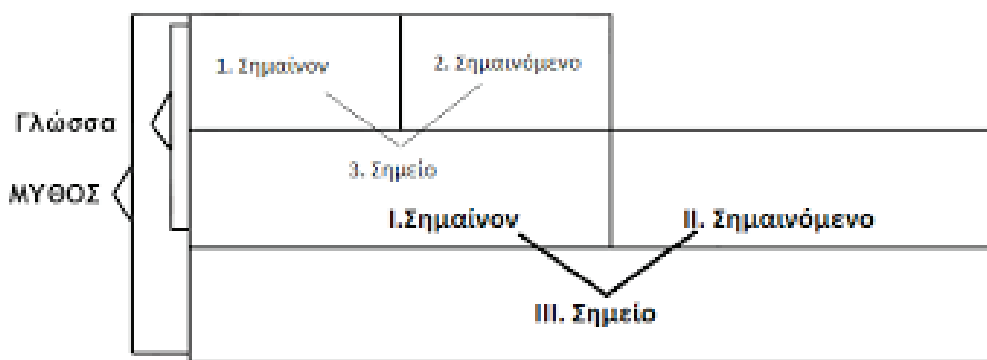 1. Σημαίνον 2. Σημαινόμενο
Γλώσσα
3. Σημείο
ΜΥΘΟΣ
I.Σημαίνον II. Σημαινόμενο
III. Σημείο